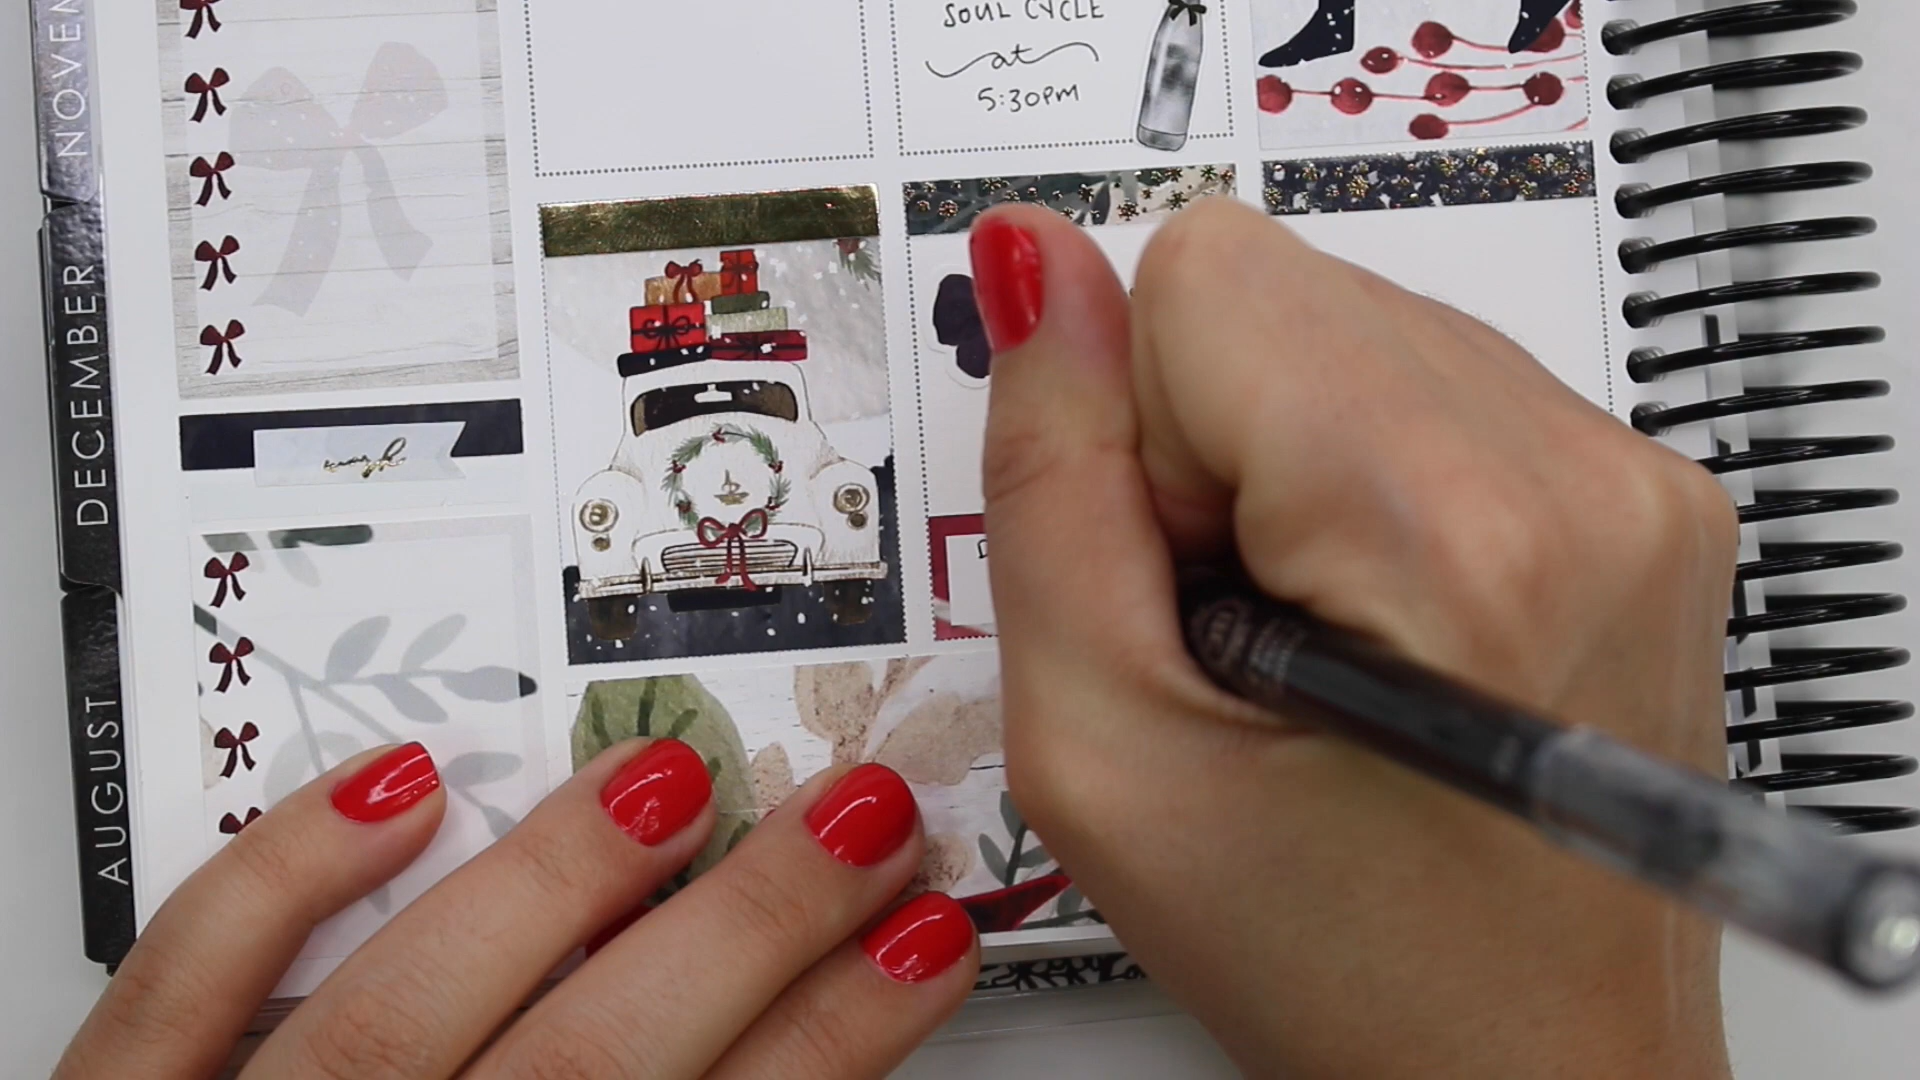 NOVEM
DECEMBER
AUGUST
SOUL CYCLE
at
5:30PM